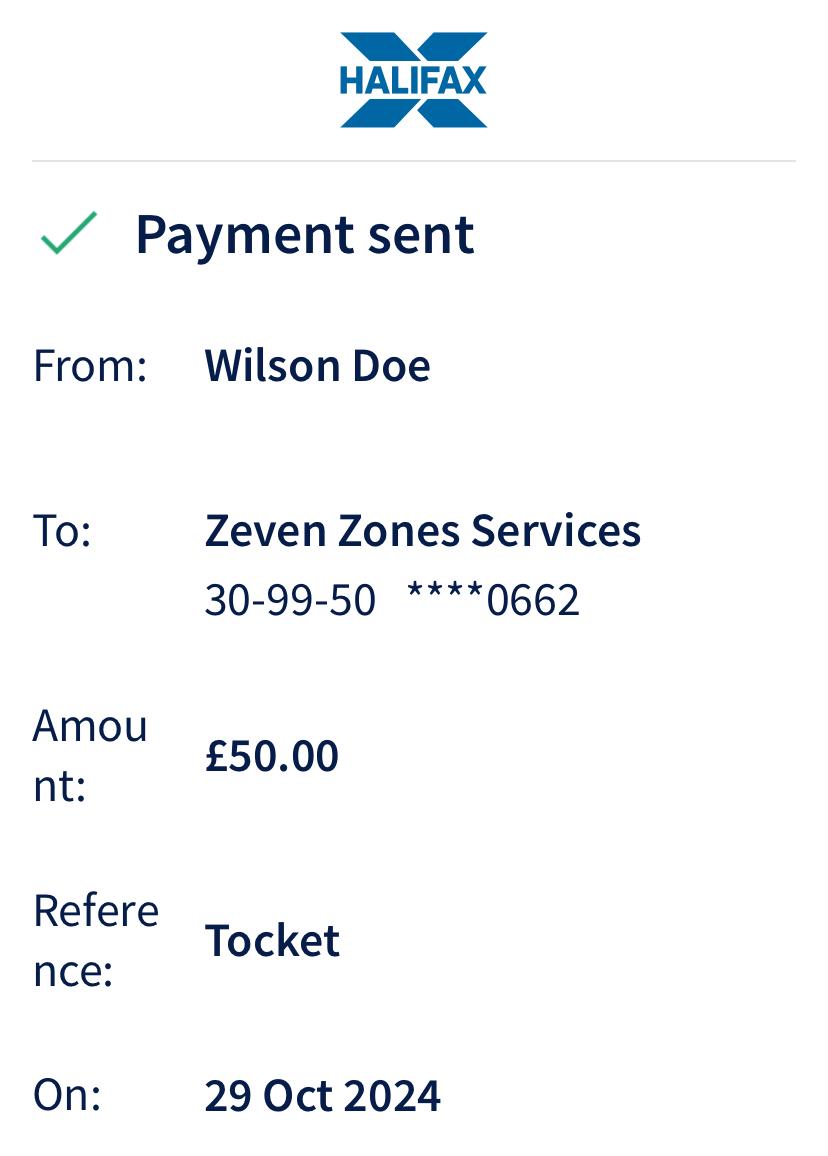 HALIFAX
Payment sent
From: Wilson Doe
To: Zeven Zones Services
30-99-50 ****0662
Amou
nt:
£50.00
Refere
nce:
Tocket
On: 29 Oct 2024